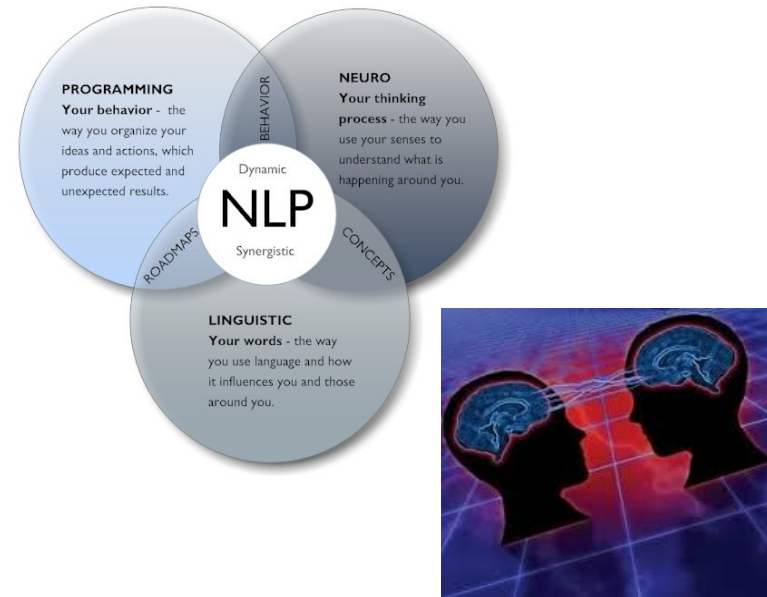 PROGRAMMING
Your behavior - the
way you organize your
ideas and actions, which
produce expected and
unexpected results.
BEHAVIOR
NEURO
Your thinking
process - the way you
use your senses to
understand what is
happening around you.
Dynamic
NLP
Synergistic
ROADMAPS
CONCEPTS
LINGUISTIC
Your words - the way
you use language and how
it influences you and those
around you.